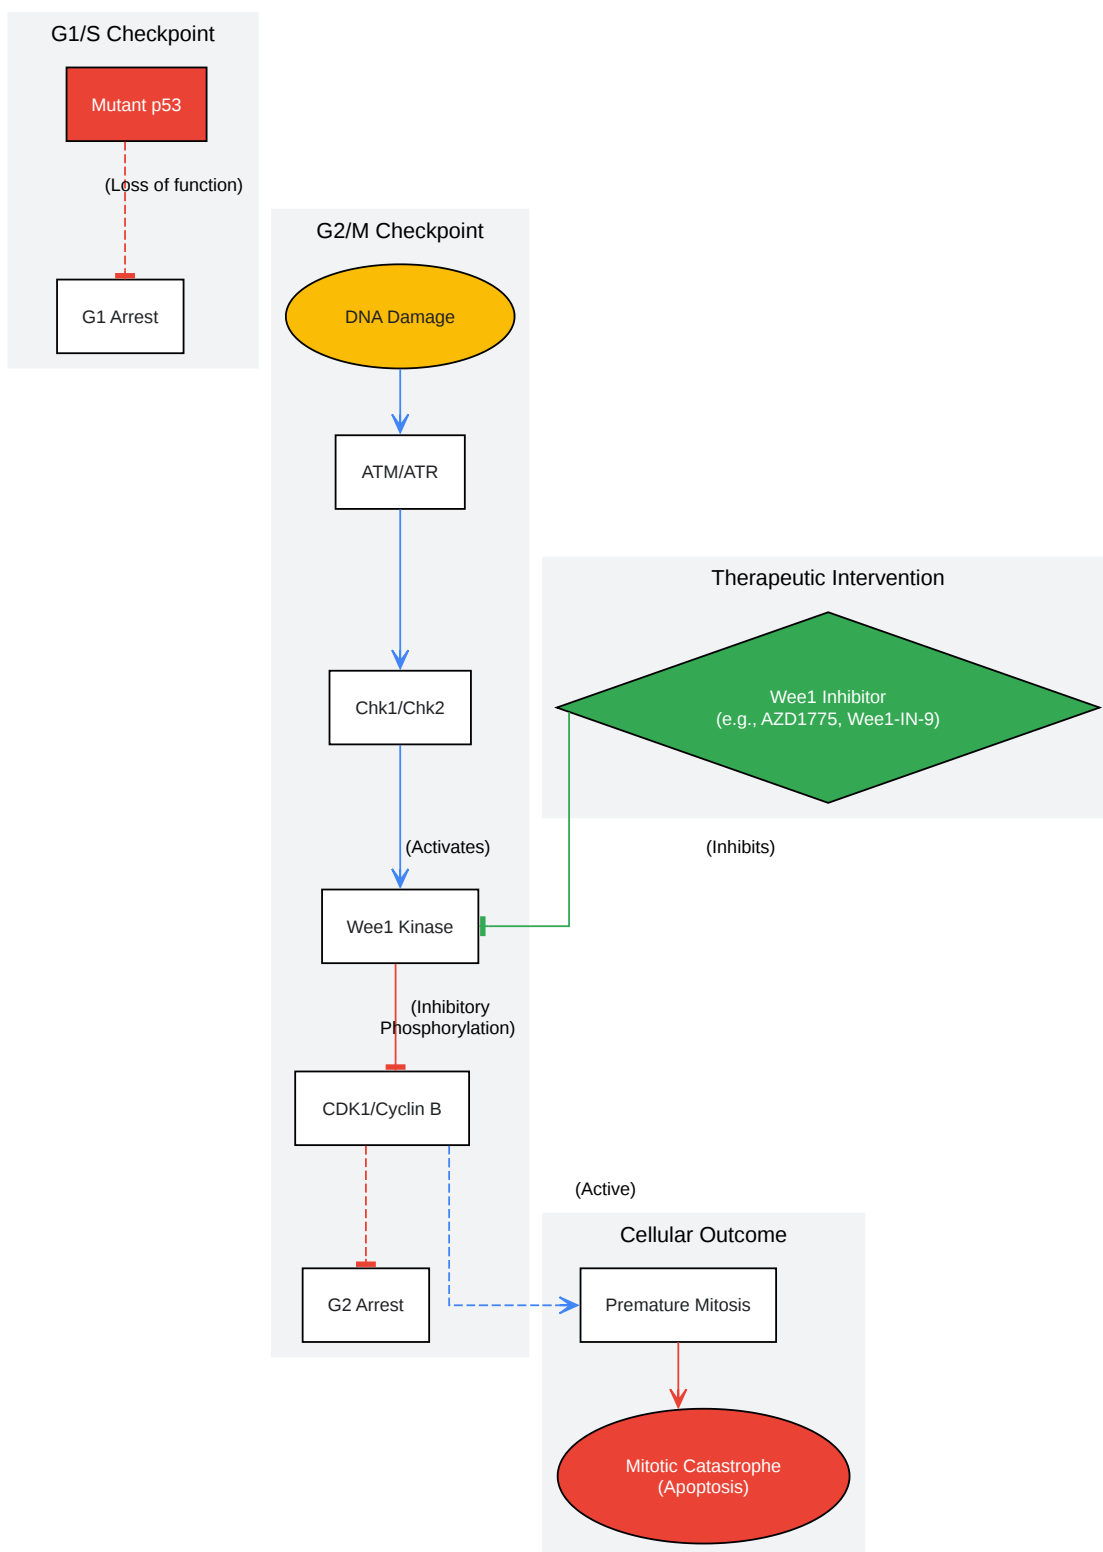 G1/S Checkpoint
Mutant p53
(Loss of function)
G1 Arrest
G2/M Checkpoint
DNA Damage
ATM/ATR
Chk1/Chk2
(Activates)
Wee1 Kinase
(Inhibitory
Phosphorylation)
CDK1/Cyclin B
G2 Arrest
Therapeutic Intervention
Wee1 Inhibitor
(e.g., AZD1775, Wee1-IN-9)
(Inhibits)
(Active)
Cellular Outcome
Premature Mitosis
Mitotic Catastrophe
(Apoptosis)